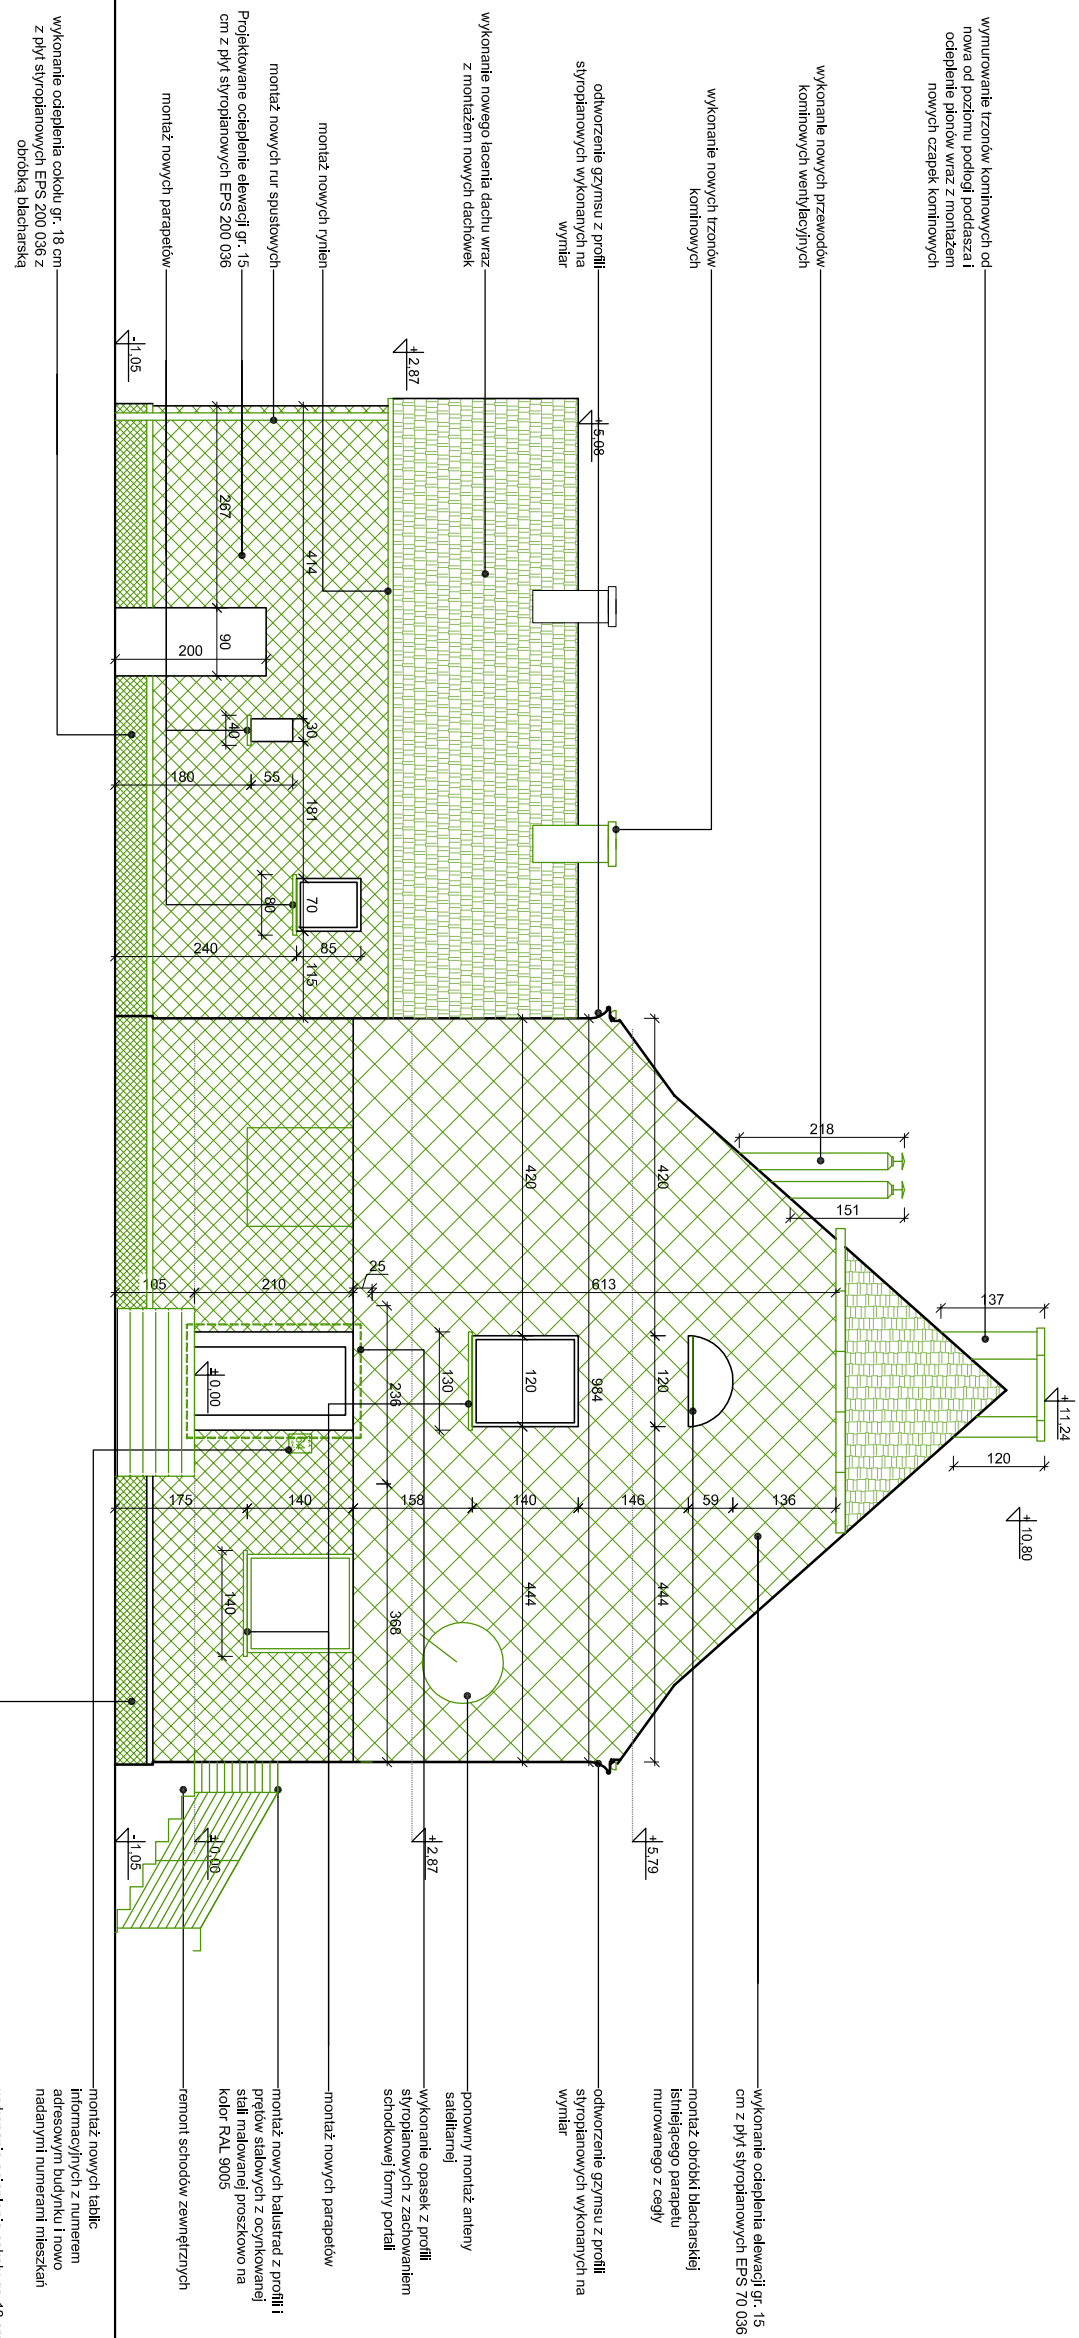 wymurowanie trzonów kominowych od
nowa od poziomu podłogi poddasza i
ocieplenie pionów wraz z montażem
nowych czapek kominowych
wykonanie nowych przewodów
kominowych wentylacyjnych
wykonanie nowych trzonów
kominowych
odtworzenie gzymsu z profili
styropianowych wykonanych na
wymiar
wykonanie nowego łacenia dachu wraz
z montażem nowych dachówek
montaż nowych rynien
montaż nowych rur spustowych
Projektowane ocieplenie elewacji gr. 15
cm z płyt styropianowych EPS 200 036
montaż nowych parapetów
wykonanie ocieplenia cokołu gr. 18 cm
z płyt styropianowych EPS 200 036 z
obróbką blacharską
+11,24
137
120
+10,80
218
151
+5,08
+2,87
-1,05
267
414
90
200
30
40
180
55
181
70
80
240
85
115
420
420
984
613
120
120
59
136
146
140
158
140
175
444
444
130
236
25
210
105
±0,00
368
140
+5,79
+2,87
±0,00
-1,05
wykonanie ocieplenia elewacji gr. 15
cm z płyt styropianowych EPS 70 036
montaż obróbki blacharskiej
istniejącego parapetu
murowanego z cegły
odtworzenie gzymsu z profili
styropianowych wykonanych na
wymiar
ponowny montaż anteny
satelitarnej
wykonanie opasek z profili
styropianowych z zachowaniem
schodkowej formy portali
montaż nowych parapetów
montaż nowych balustrad z profili i
prętów stalowych z ocynkowanej
stali malowanej proszkowo na
kolor RAL 9005
remont schodów zewnętrznych
montaż nowych tablic
informacyjnych z numerem
adresowym budynku i nowo
nadanymi numerami mieszkań